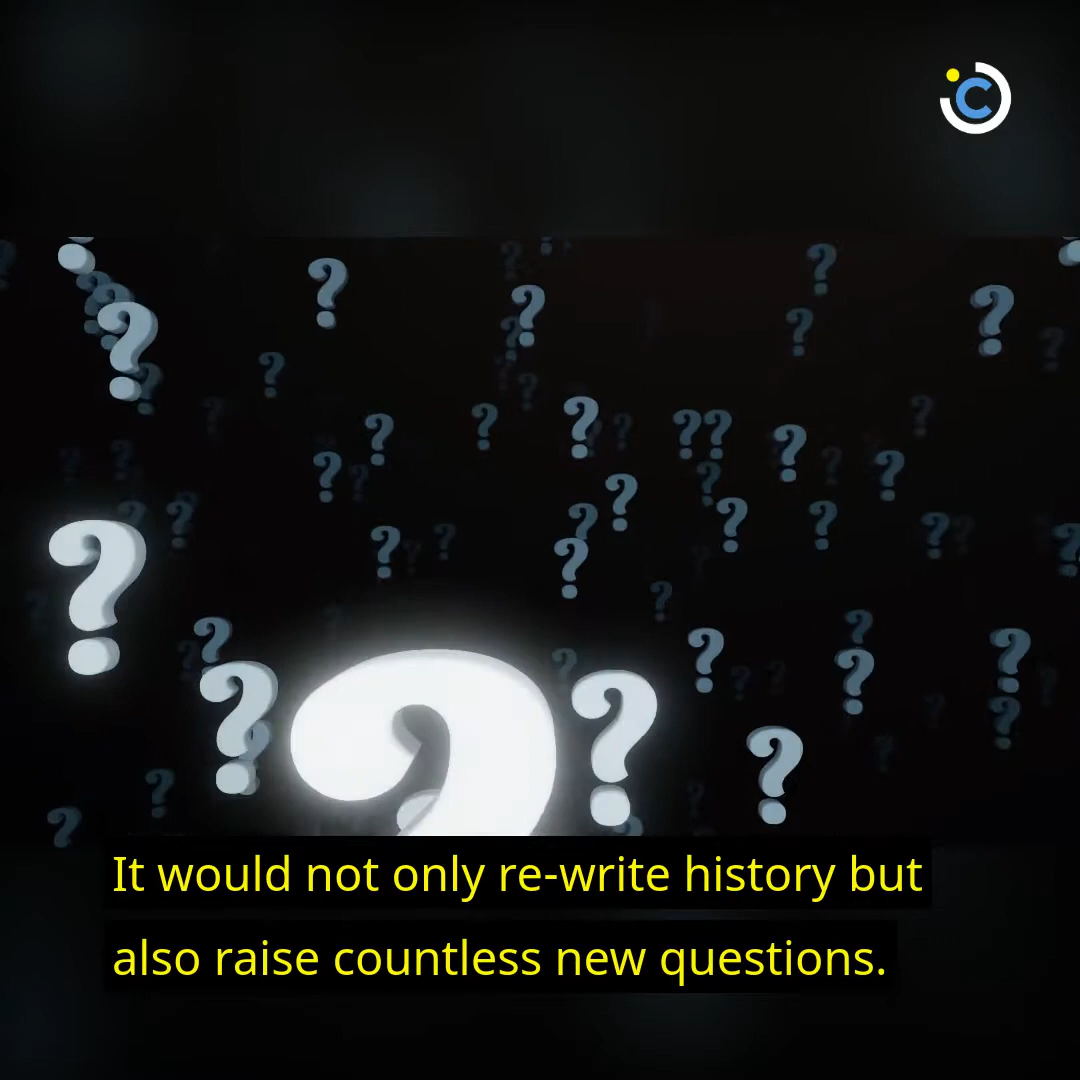 It would not only re-write history but
also raise countless new questions.